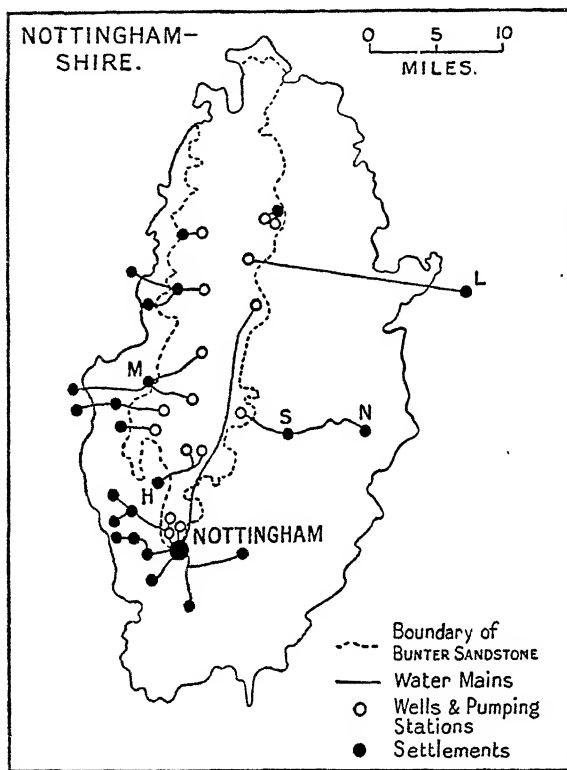 NOTTINGHAM-
SHIRE.
0 5 10
MILES.
L
M
S
N
H
NOTTINGHAM
Boundary of
BUNTER SANDSTONE
Water Mains
Wells & Pumping
Stations
Settlements